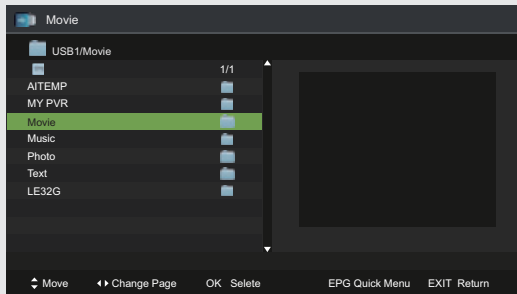 Movie
USB1/Movie
1/1
AITEMP
MY PVR
Movie
Music
Photo
Text
LE32G
Move Change Page OK Selete EPG Quick Menu EXIT Return